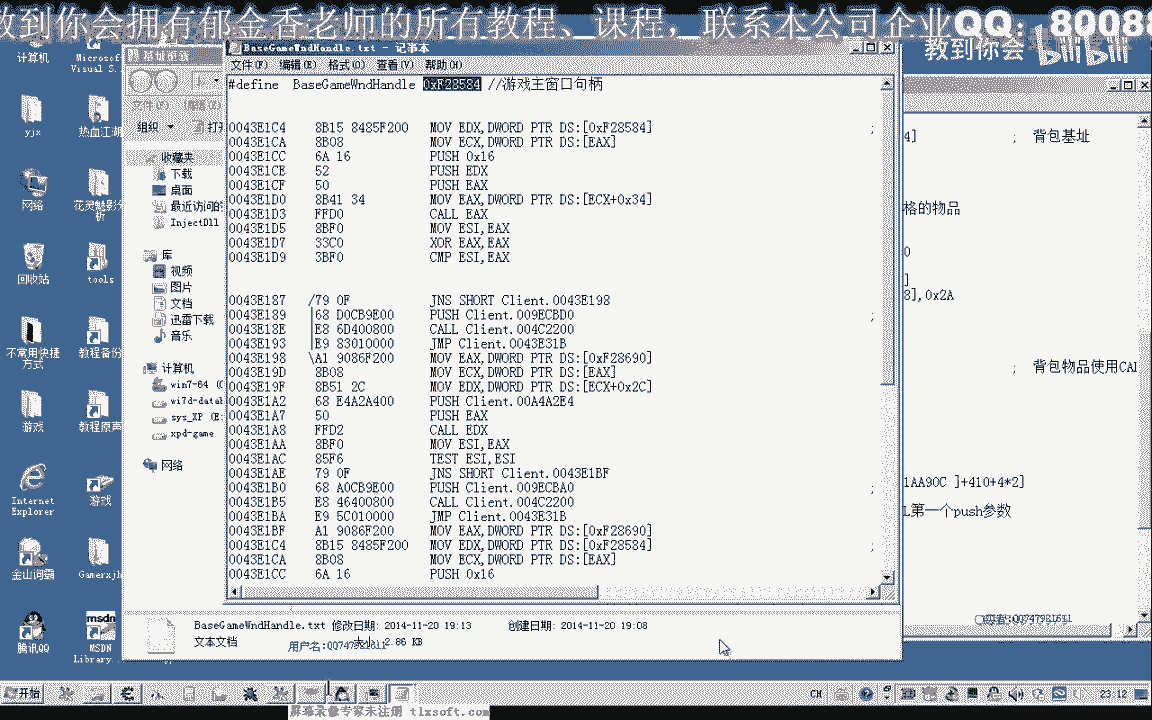 教到你会拥有郁金香老师的所有教程、课程，联系本公司企业QQ：80088
教到你会 bilibili
计算机
Microsoft Visual S...
yjx
热血江湖
网络
花灵魅影分析
回收站
tools
不常用快捷方式
教程备份
游戏
教程原声
Internet Explorer
游戏
金山词霸
Gamerxjh
腾讯QQ
MSDN Library...
组织
收藏夹
下载
桌面
最近访问的
InjectDll
库
视频
图片
文档
迅雷下载
音乐
计算机
win7-64 (C
wi7d-datab
sys_XP (E:
xpd-game
网络
BaseGameWndHandle.txt - 记事本
文件(F) 编辑(E) 格式(O) 查看(V) 帮助(H)
#define BaseGameWndHandle 0xF28584 //游戏主窗口句柄
0043E1C4 8B15 8485F200 MOV EDX,DWORD PTR DS:[0xF28584] ;
0043E1CA 8B08 MOV ECX,DWORD PTR DS:[EAX]
0043E1CC 6A 16 PUSH 0x16
0043E1CE 52 PUSH EDX
0043E1CF 50 PUSH EAX
0043E1D0 8B41 34 MOV EAX,DWORD PTR DS:[ECX+0x34]
0043E1D3 FFD0 CALL EAX
0043E1D5 8BF0 MOV ESI,EAX
0043E1D7 33C0 XOR EAX,EAX
0043E1D9 3BF0 CMP ESI,EAX
0043E187 /79 0F JNS SHORT Client.0043E198
0043E189 |68 D0CB9E00 PUSH Client.009ECBD0 ;
0043E18E |E8 6D400800 CALL Client.004C2200
0043E193 |E9 83010000 JMP Client.0043E31B
0043E198 \A1 9086F200 MOV EAX,DWORD PTR DS:[0xF28690]
0043E19D 8B08 MOV ECX,DWORD PTR DS:[EAX]
0043E19F 8B51 2C MOV EDX,DWORD PTR DS:[ECX+0x2C]
0043E1A2 68 E4A2A400 PUSH Client.00A4A2E4
0043E1A7 50 PUSH EAX
0043E1A8 FFD2 CALL EDX
0043E1AA 8BF0 MOV ESI,EAX
0043E1AC 85F6 TEST ESI,ESI
0043E1AE 79 0F JNS SHORT Client.0043E1BF
0043E1B0 68 A0CB9E00 PUSH Client.009ECBA0 ;
0043E1B5 E8 46400800 CALL Client.004C2200
0043E1BA E9 5C010000 JMP Client.0043E31B
0043E1BF A1 9086F200 MOV EAX,DWORD PTR DS:[0xF28690]
0043E1C4 8B15 8485F200 MOV EDX,DWORD PTR DS:[0xF28584] ;
0043E1CA 8B08 MOV ECX,DWORD PTR DS:[EAX]
0043E1CC 6A 16 PUSH 0x16
4] ; 背包基址
格的物品
0
]
8],0x2A
; 背包物品使用CAL
1AA90C ]+410+4*2]
L第一个push参数
BaseGameWndHandle.txt 修改日期: 2014-11-20 19:13 创建日期: 2014-11-20 19:08
文本文档 大小: 2.86 KB
开始
CH
23:12
屏幕录像专家未注册 tlxsoft.com